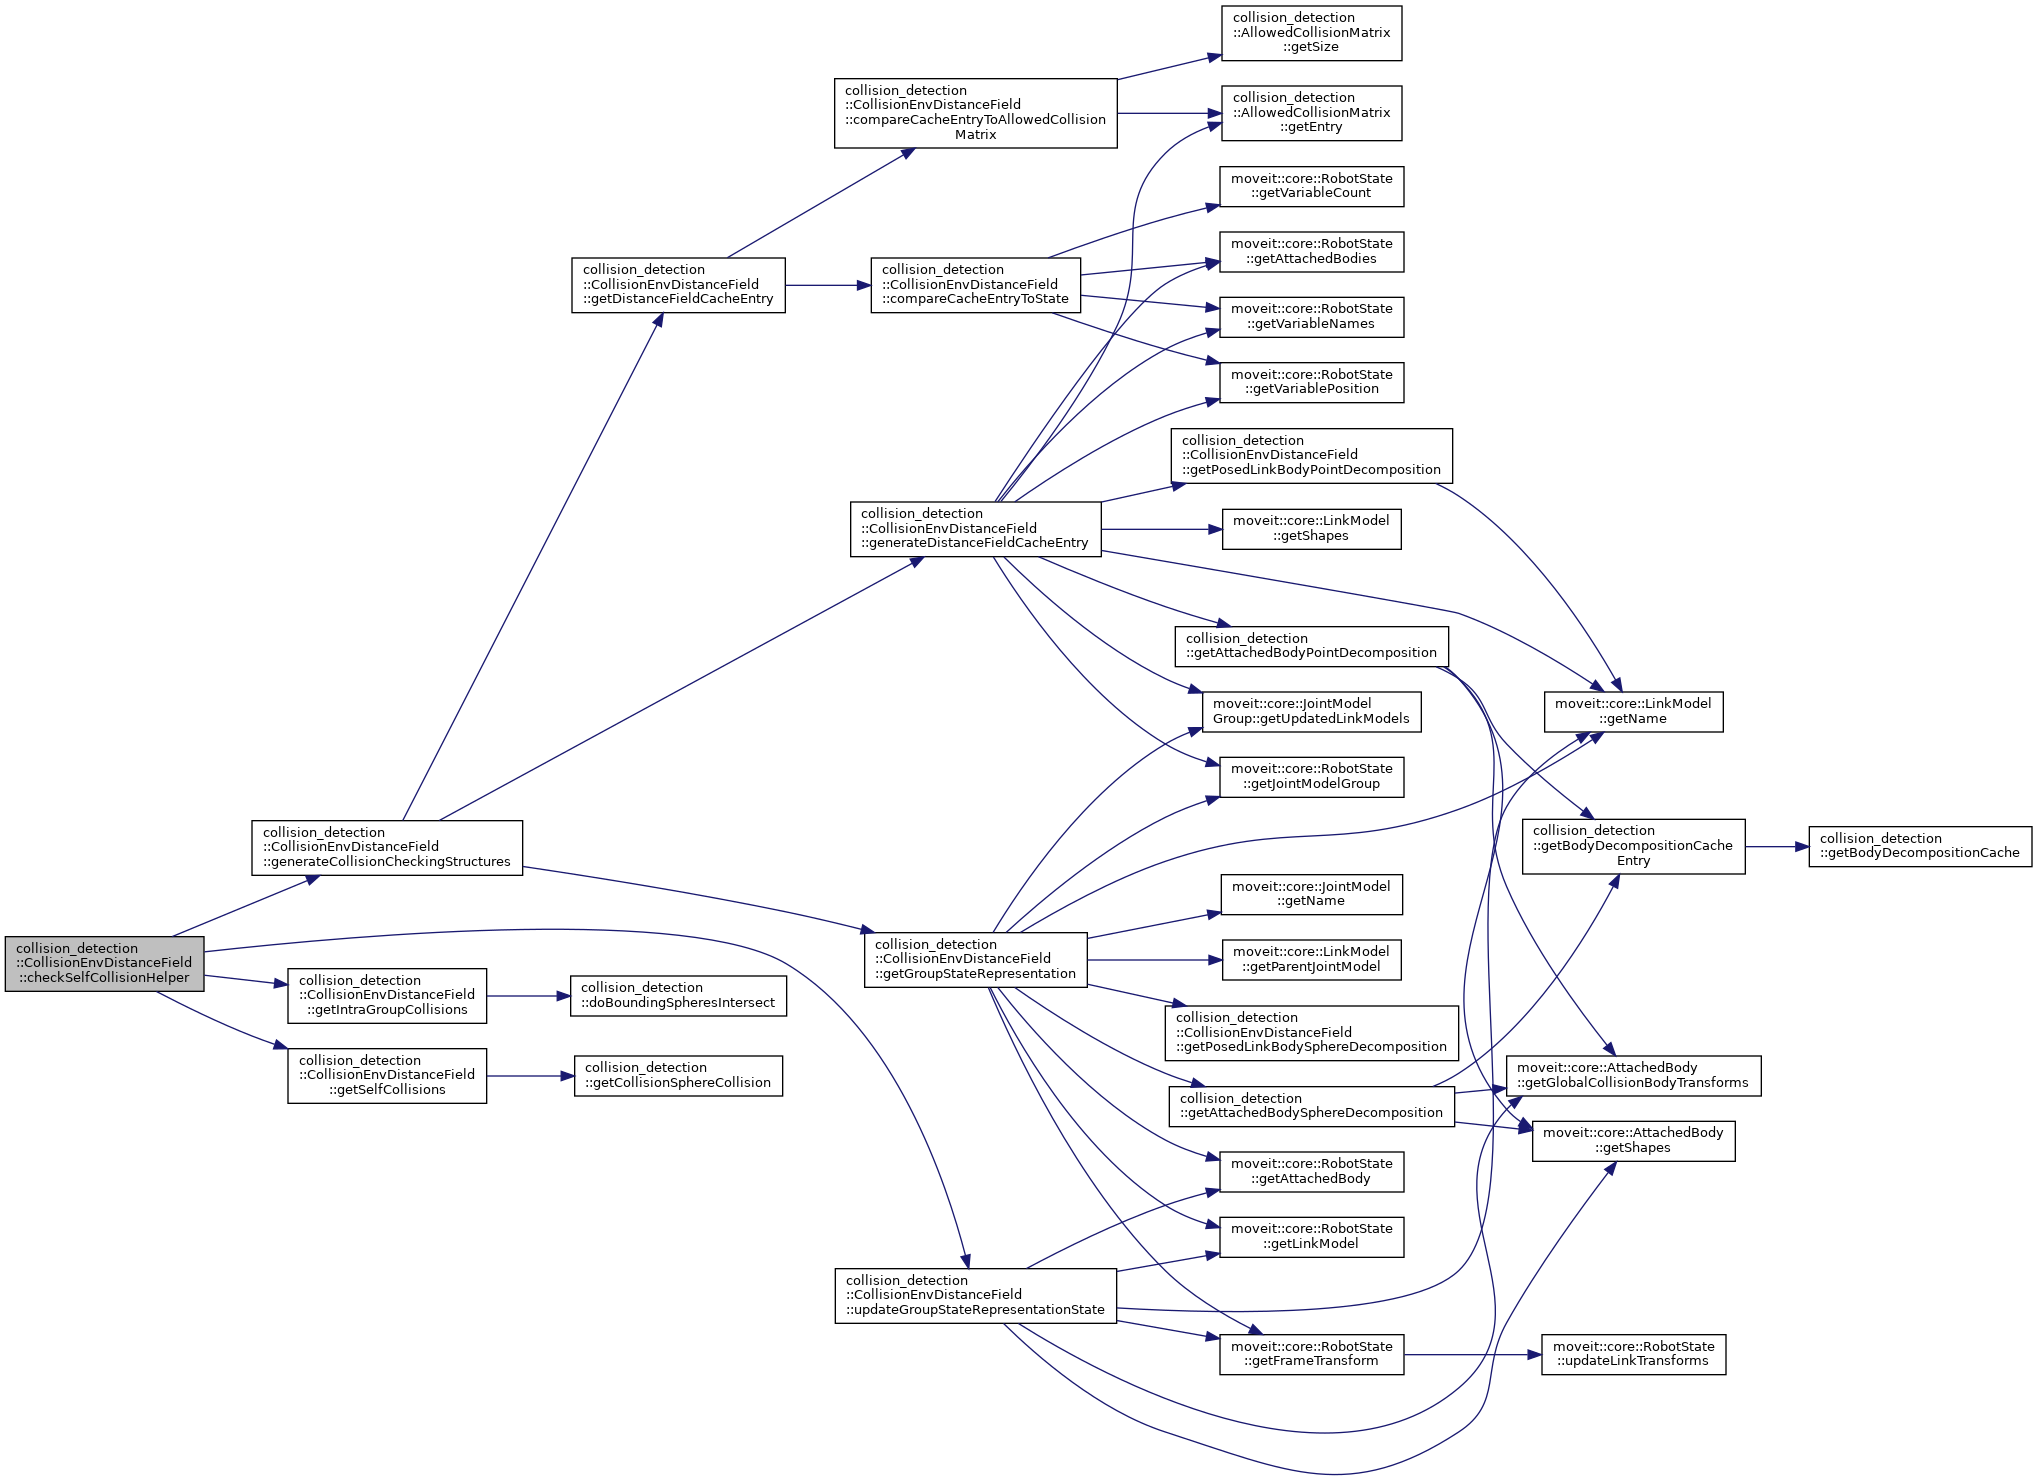 collision_detection
::AllowedCollisionMatrix
::getSize
collision_detection
::CollisionEnvDistanceField
::compareCacheEntryToAllowedCollision
Matrix
collision_detection
::AllowedCollisionMatrix
::getEntry
moveit::core::RobotState
::getVariableCount
moveit::core::RobotState
::getAttachedBodies
collision_detection
::CollisionEnvDistanceField
::getDistanceFieldCacheEntry
collision_detection
::CollisionEnvDistanceField
::compareCacheEntryToState
moveit::core::RobotState
::getVariableNames
moveit::core::RobotState
::getVariablePosition
collision_detection
::CollisionEnvDistanceField
::getPosedLinkBodyPointDecomposition
collision_detection
::CollisionEnvDistanceField
::generateDistanceFieldCacheEntry
moveit::core::LinkModel
::getShapes
collision_detection
::getAttachedBodyPointDecomposition
moveit::core::JointModel
Group::getUpdatedLinkModels
moveit::core::LinkModel
::getName
moveit::core::RobotState
::getJointModelGroup
collision_detection
::CollisionEnvDistanceField
::generateCollisionCheckingStructures
collision_detection
::getBodyDecompositionCache
Entry
collision_detection
::getBodyDecompositionCache
moveit::core::JointModel
::getName
collision_detection
::CollisionEnvDistanceField
::checkSelfCollisionHelper
collision_detection
::CollisionEnvDistanceField
::getGroupStateRepresentation
moveit::core::LinkModel
::getParentJointModel
collision_detection
::CollisionEnvDistanceField
::getIntraGroupCollisions
collision_detection
::doBoundingSpheresIntersect
collision_detection
::CollisionEnvDistanceField
::getPosedLinkBodySphereDecomposition
collision_detection
::CollisionEnvDistanceField
::getSelfCollisions
collision_detection
::getCollisionSphereCollision
moveit::core::AttachedBody
::getGlobalCollisionBodyTransforms
collision_detection
::getAttachedBodySphereDecomposition
moveit::core::AttachedBody
::getShapes
moveit::core::RobotState
::getAttachedBody
moveit::core::RobotState
::getLinkModel
collision_detection
::CollisionEnvDistanceField
::updateGroupStateRepresentationState
moveit::core::RobotState
::getFrameTransform
moveit::core::RobotState
::updateLinkTransforms